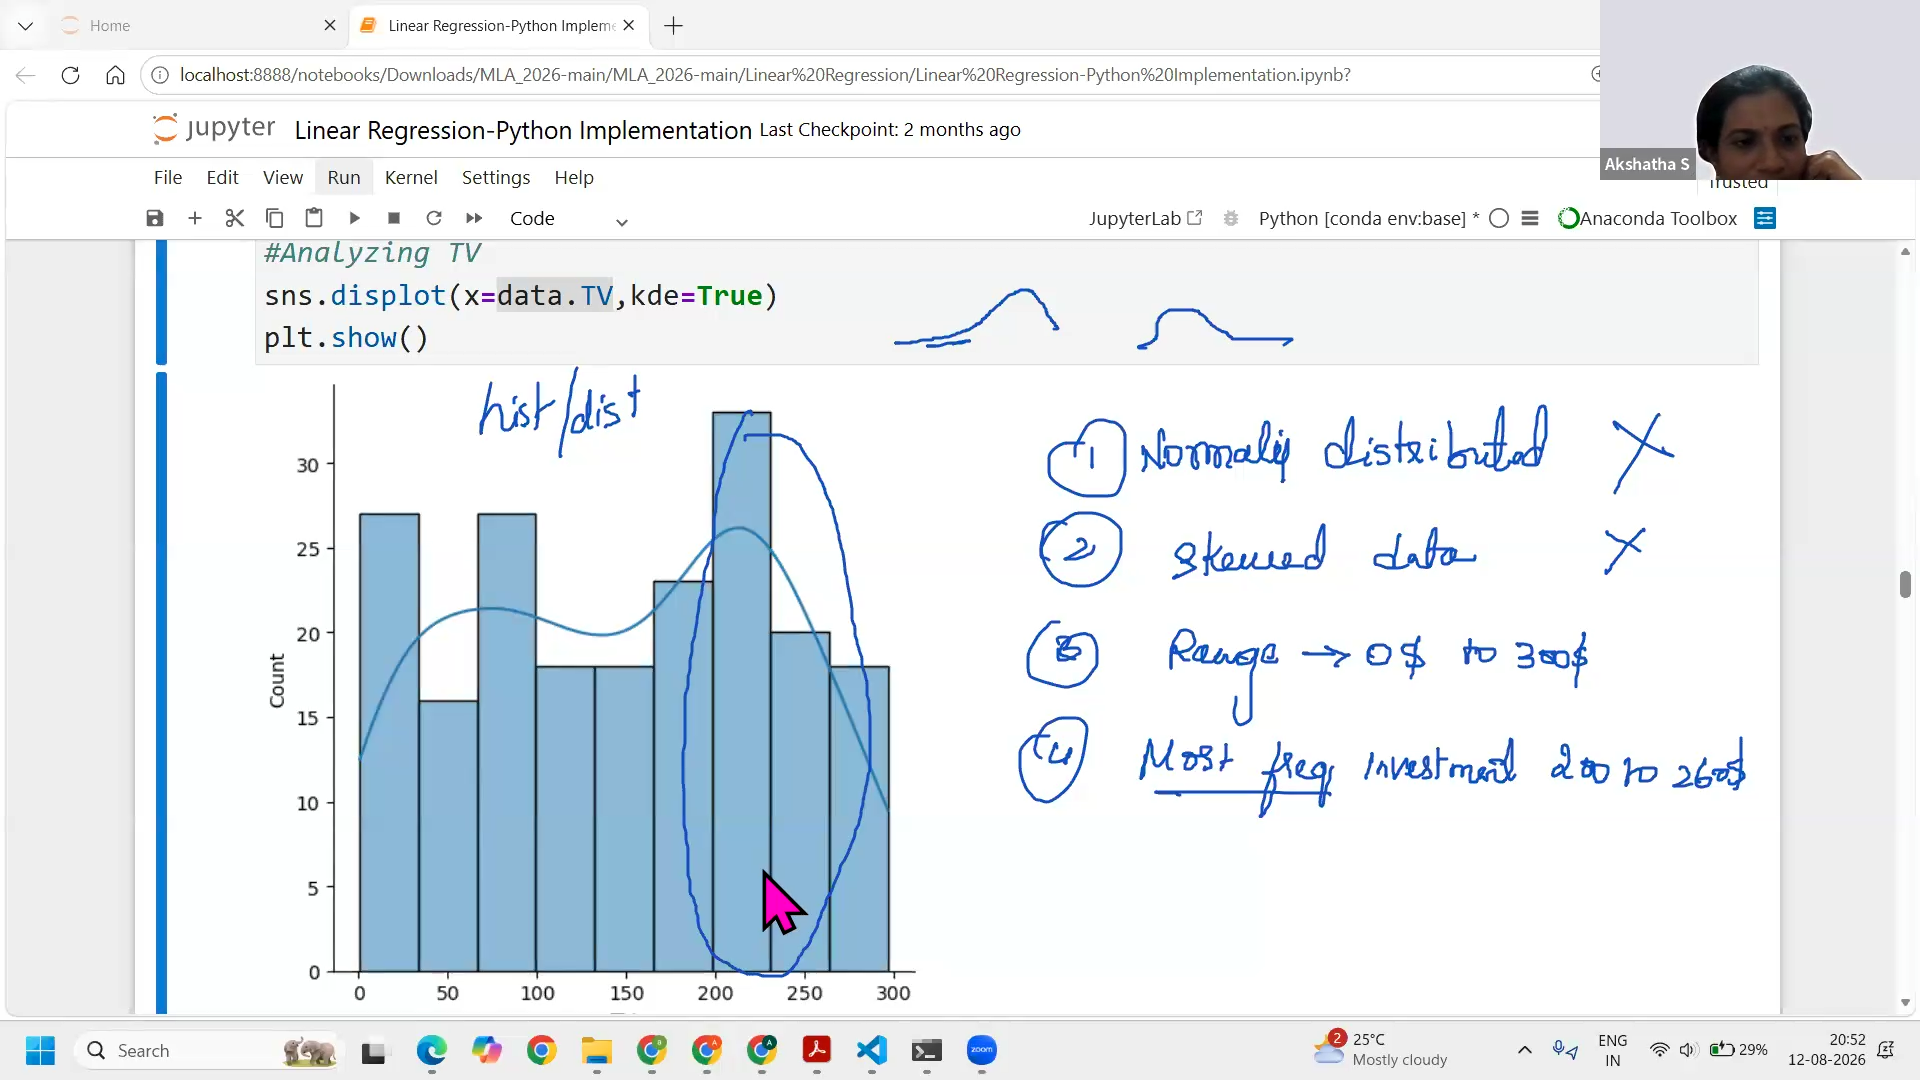 Home
Linear Regression-Python Impleme
localhost:8888/notebooks/Downloads/MLA_2026-main/MLA_2026-main/Linear%20Regression/Linear%20Regression-Python%20Implementation.ipynb?
jupyter Linear Regression-Python Implementation Last Checkpoint: 2 months ago
Akshatha S
Trusted
File Edit View Run Kernel Settings Help
Code JupyterLab Python [conda env:base] * Anaconda Toolbox
#Analyzing TV
sns.displot(x=data.TV,kde=True)
plt.show()
hist/dist
1 Normally distributed X
2 Skewed data X
3 Range → 0$ to 300$
4 Most freq investment 200 to 260$
Count
30
25
20
15
10
5
0
0 50 100 150 200 250 300
Search
zoom
2
25°C
Mostly cloudy
ENG
IN
29%
20:52
12-08-2026